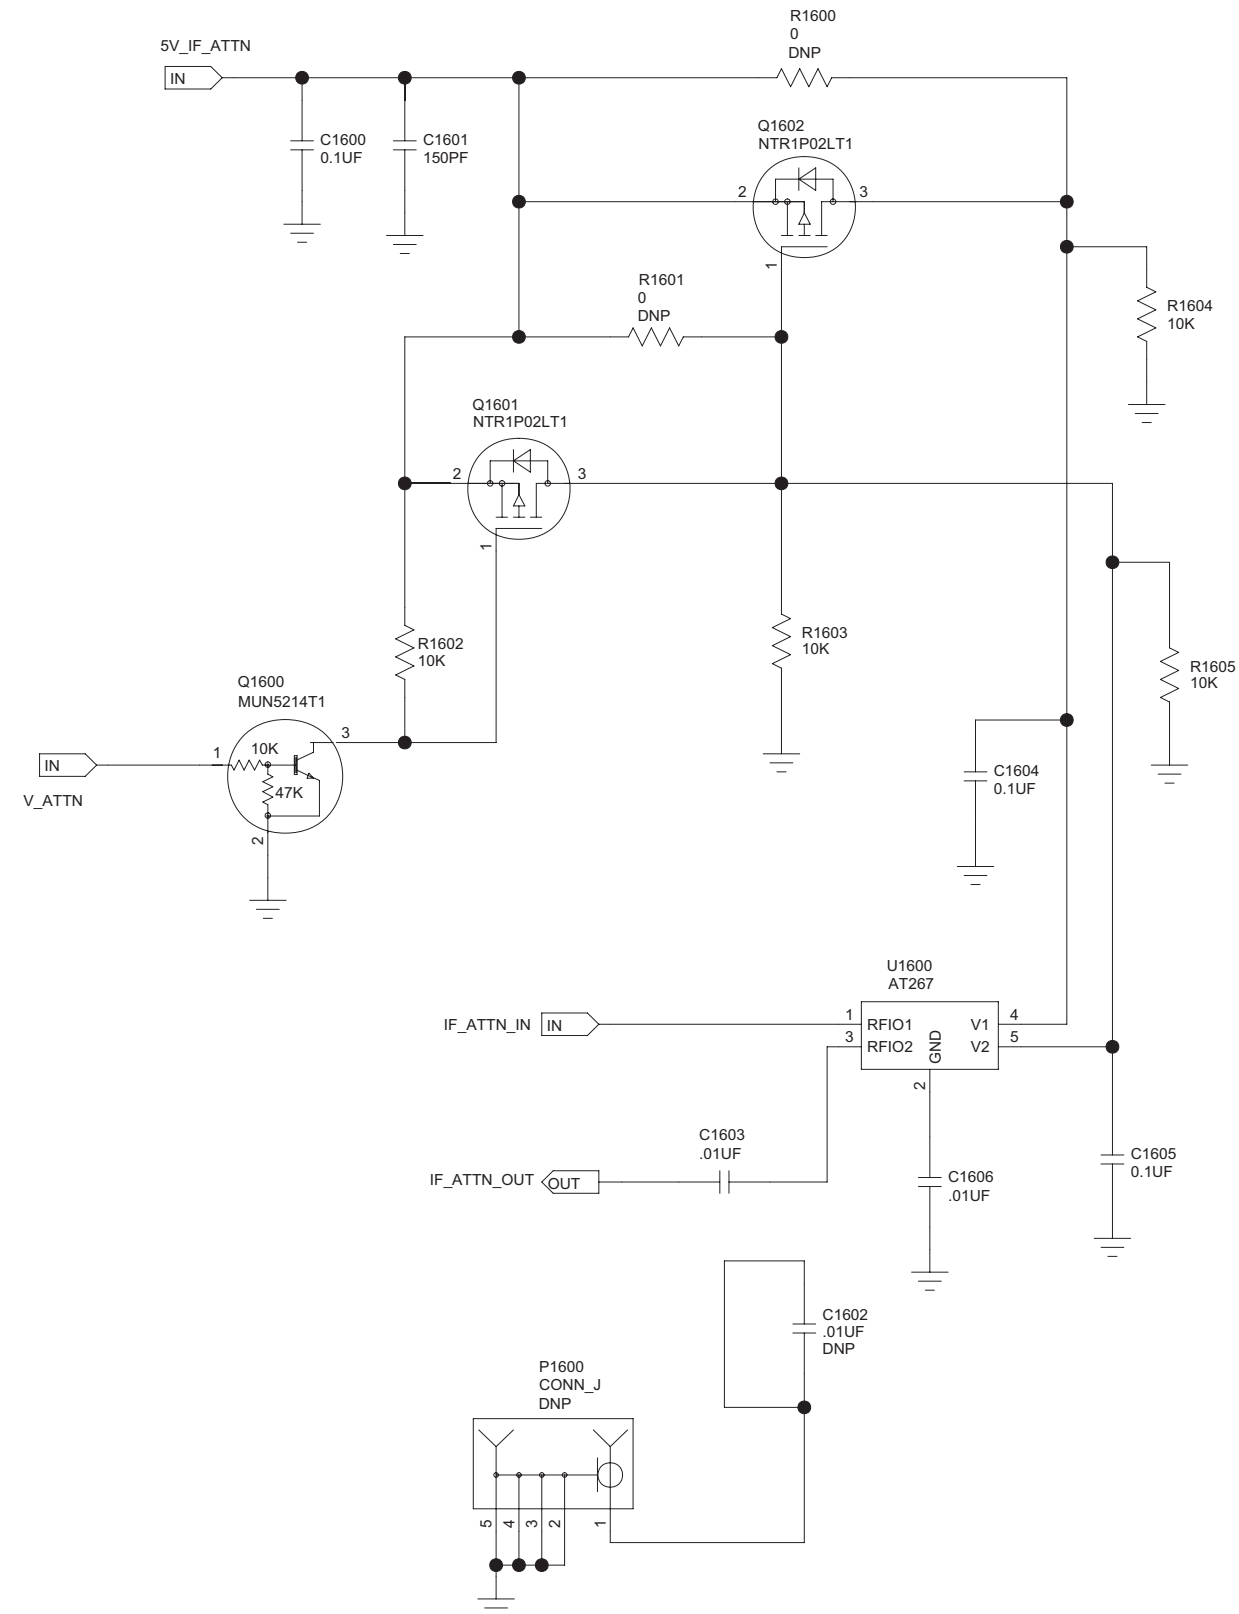 R1600
0
DNP
5V_IF_ATTN
IN
Q1602
NTR1P02LT1
C1600
0.1UF
C1601
150PF
2
3
1
R1601
0
DNP
R1604
10K
Q1601
NTR1P02LT1
2
3
1
R1602
10K
R1603
10K
R1605
10K
Q1600
MUN5214T1
3
1
10K
47K
2
IN
V_ATTN
C1604
0.1UF
U1600
AT267
IF_ATTN_IN
IN
1
RFIO1
V1
4
3
RFIO2
GND
V2
5
2
C1603
.01UF
IF_ATTN_OUT
OUT
C1606
.01UF
C1605
0.1UF
C1602
.01UF
DNP
P1600
CONN_J
DNP
5
4
3
2
1